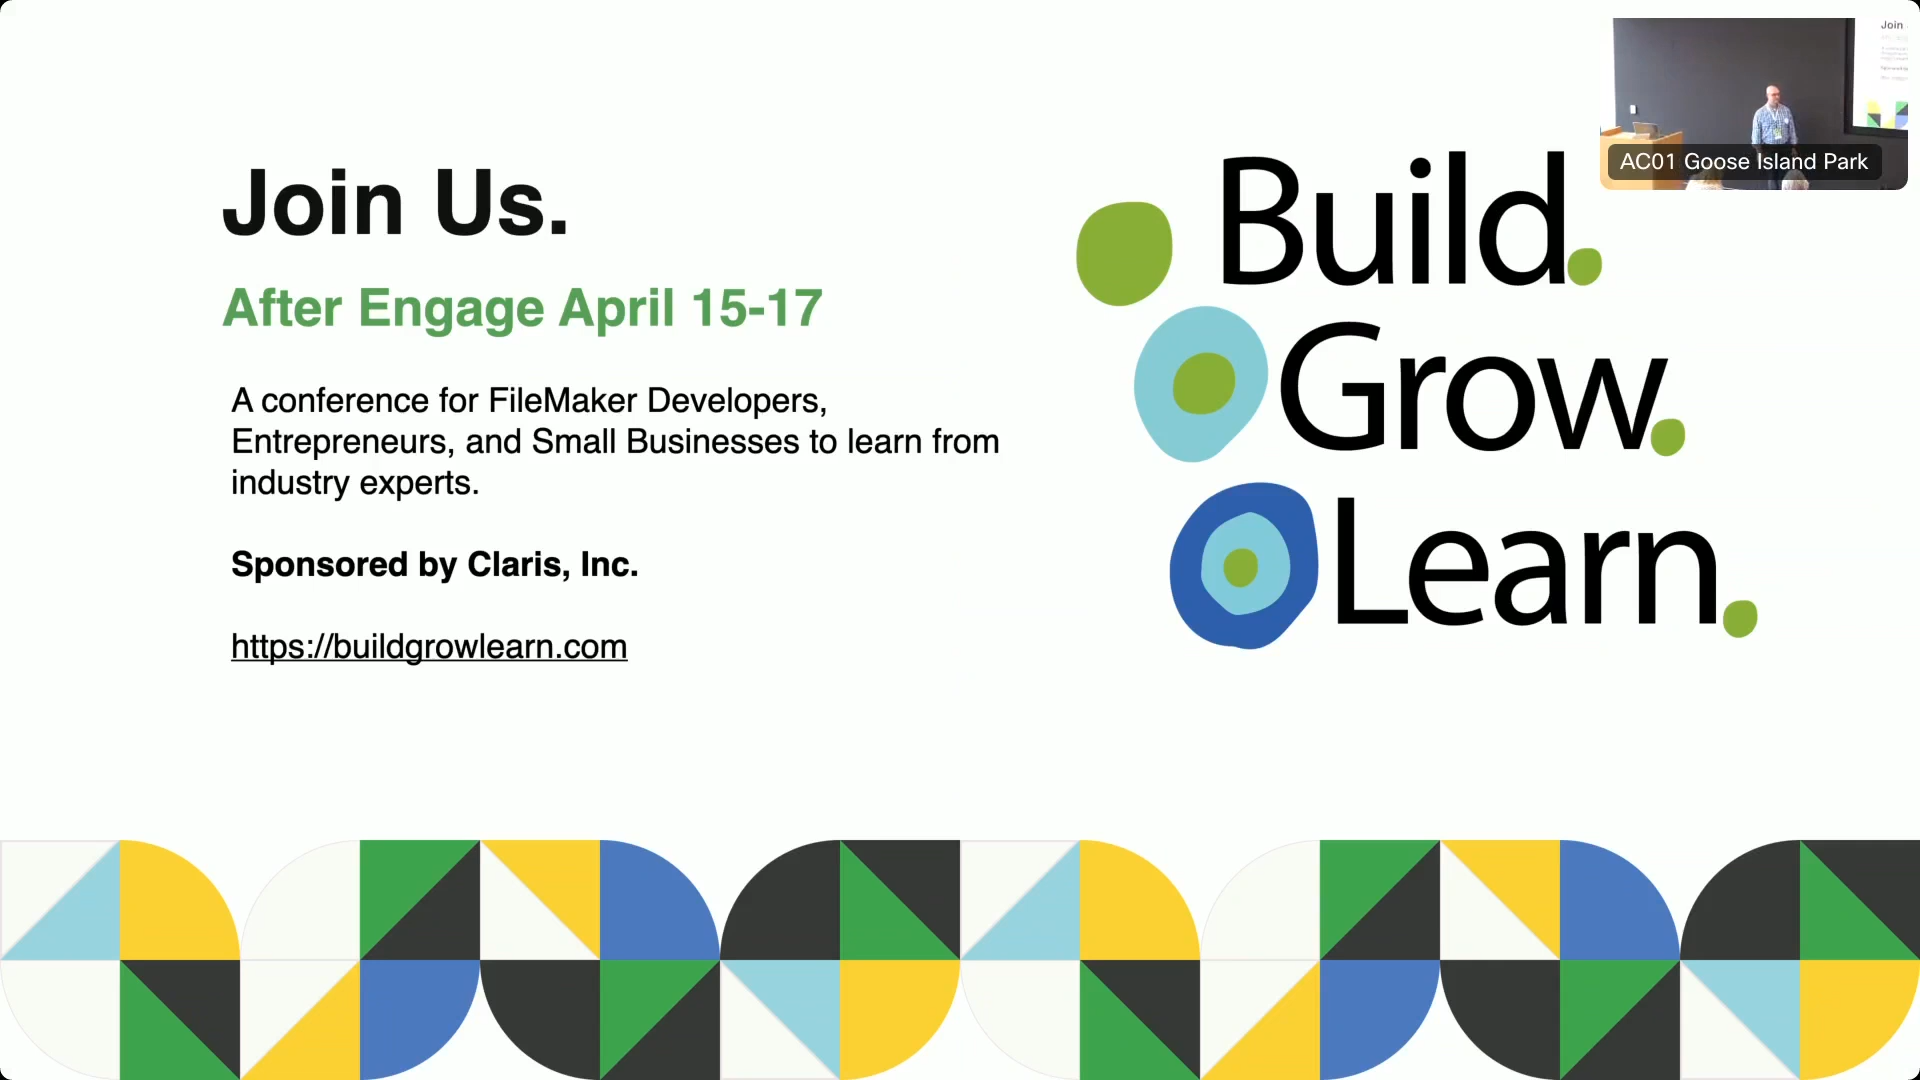 Join Us.
After Engage April 15-17
A conference for FileMaker Developers,
Entrepreneurs, and Small Businesses to learn from
industry experts.
Sponsored by Claris, Inc.
https://buildgrowlearn.com
Build.
Grow.
Learn.
Join
AC01 Goose Island Park